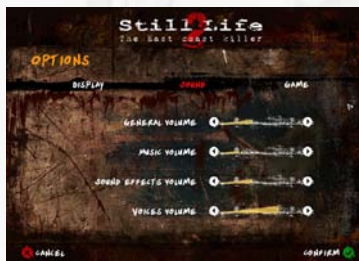 Still Life
2
The East coast killer
OPTIONS
DISPLAY SOUND GAME
GENERAL VOLUME
MUSIC VOLUME
SOUND EFFECTS VOLUME
VOICES VOLUME
CANCEL CONFIRM